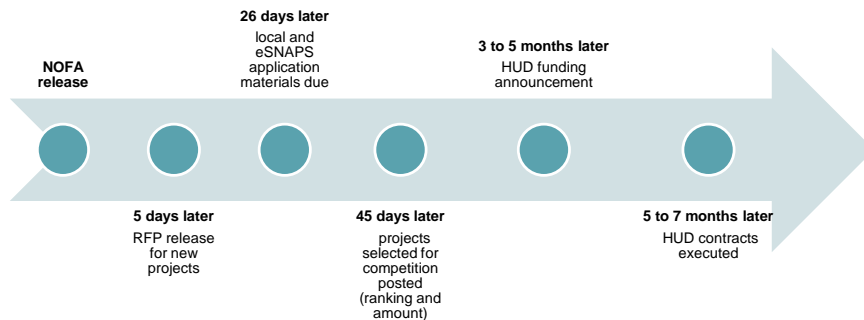 NOFA
release
5 days later
RFP release
for new
projects
26 days later
local and
eSNAPS
application
materials due
45 days later
projects
selected for
competition
posted
(ranking and
amount)
3 to 5 months later
HUD funding
announcement
5 to 7 months later
HUD contracts
executed